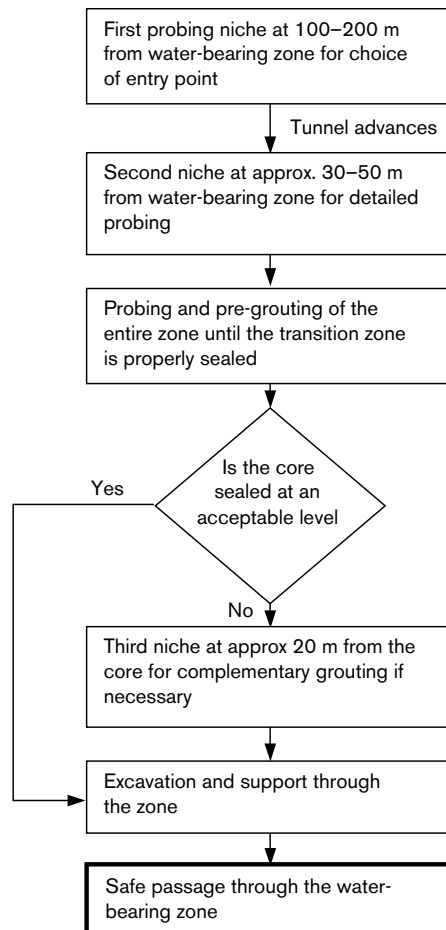 First probing niche at 100–200 m
from water-bearing zone for choice
of entry point
Tunnel advances
Second niche at approx. 30–50 m
from water-bearing zone for detailed
probing
Probing and pre-grouting of the
entire zone until the transition zone
is properly sealed
Is the core
sealed at an
acceptable level
Yes
No
Third niche at approx 20 m from the
core for complementary grouting if
necessary
Excavation and support through
the zone
Safe passage through the water-
bearing zone